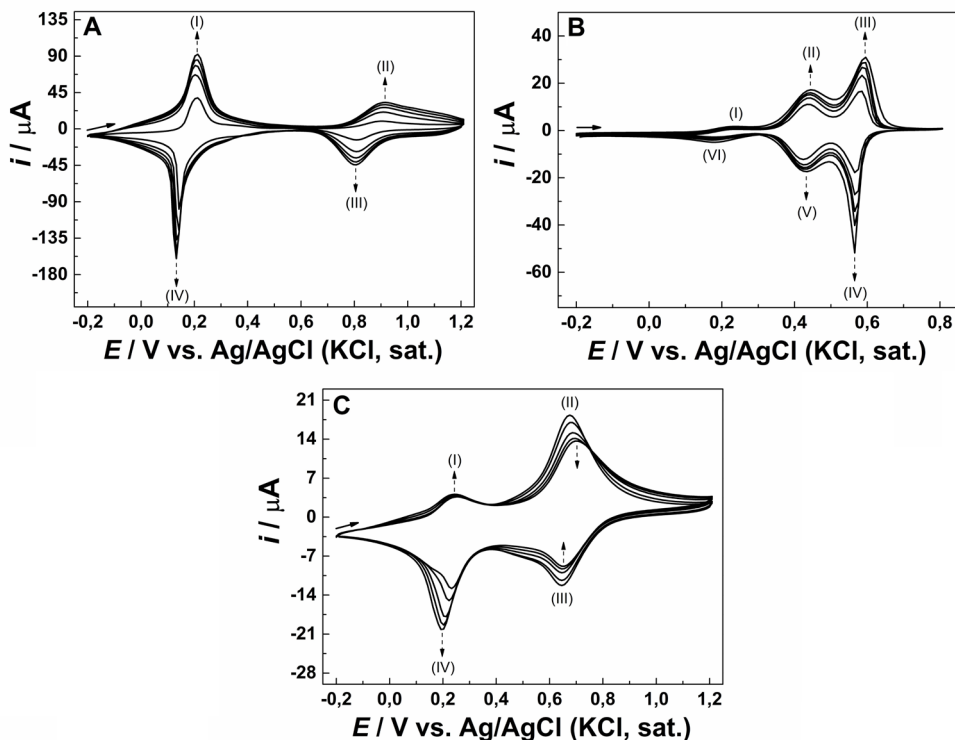 A
(I)
(II)
(III)
(IV)
135
90
45
0
-45
-90
-135
-180
i / μA
-0,2 0,0 0,2 0,4 0,6 0,8 1,0 1,2
E / V vs. Ag/AgCl (KCl, sat.)
B
(I)
(II)
(III)
(VI)
(V)
(IV)
40
20
0
-20
-40
-60
i / μA
-0,2 0,0 0,2 0,4 0,6 0,8
E / V vs. Ag/AgCl (KCl, sat.)
C
(II)
(I)
(III)
(IV)
21
14
7
0
-7
-14
-21
-28
i / μA
-0,2 0,0 0,2 0,4 0,6 0,8 1,0 1,2
E / V vs. Ag/AgCl (KCl, sat.)